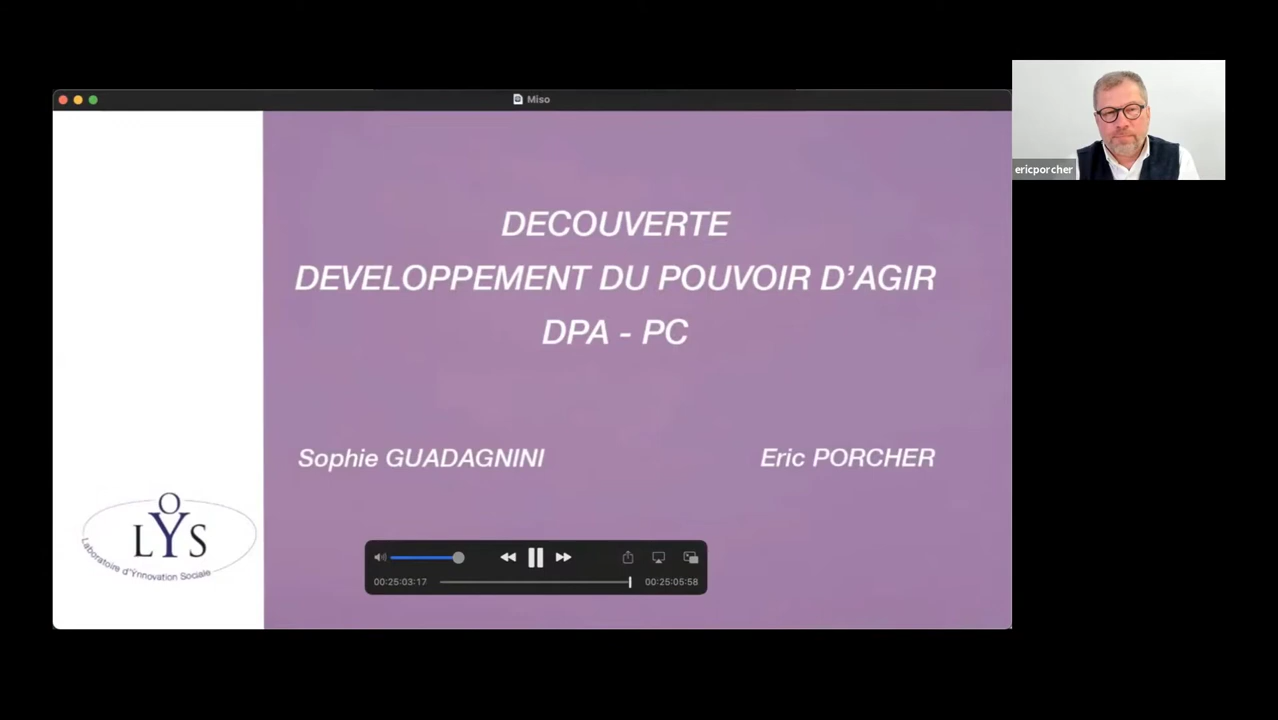 Miso
ericporcher
DECOUVERTE
DEVELOPPEMENT DU POUVOIR D’AGIR
DPA - PC
Sophie GUADAGNINI
Eric PORCHER
LYS
Laboratoire d'Ynnovation Sociale
00:25:03:17
00:25:05:58